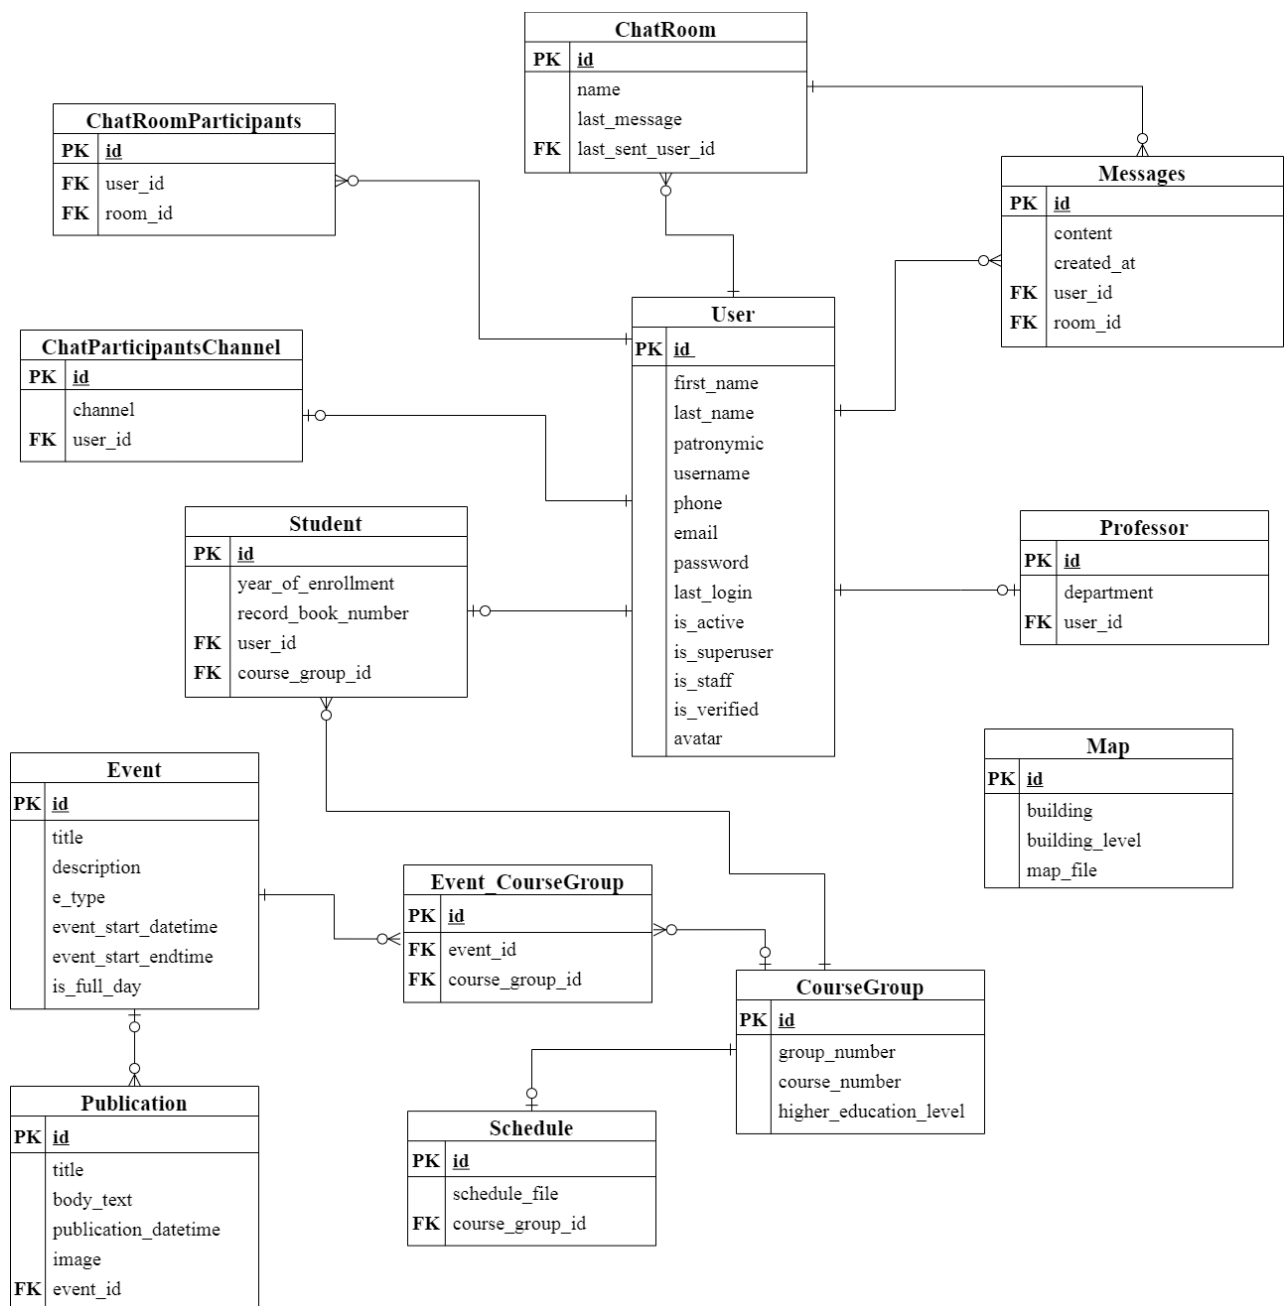 ChatRoom
PK id
name
last_message
FK last_sent_user_id
ChatRoomParticipants
PK id
FK user_id
FK room_id
Messages
PK id
content
created_at
FK user_id
FK room_id
User
PK id
first_name
last_name
patronymic
username
phone
email
password
last_login
is_active
is_superuser
is_staff
is_verified
avatar
ChatParticipantsChannel
PK id
channel
FK user_id
Student
PK id
year_of_enrollment
record_book_number
FK user_id
FK course_group_id
Professor
PK id
department
FK user_id
Map
PK id
building
building_level
map_file
Event
PK id
title
description
e_type
event_start_datetime
event_start_endtime
is_full_day
Event_CourseGroup
PK id
FK event_id
FK course_group_id
CourseGroup
PK id
group_number
course_number
higher_education_level
Publication
PK id
title
body_text
publication_datetime
image
FK event_id
Schedule
PK id
schedule_file
FK course_group_id